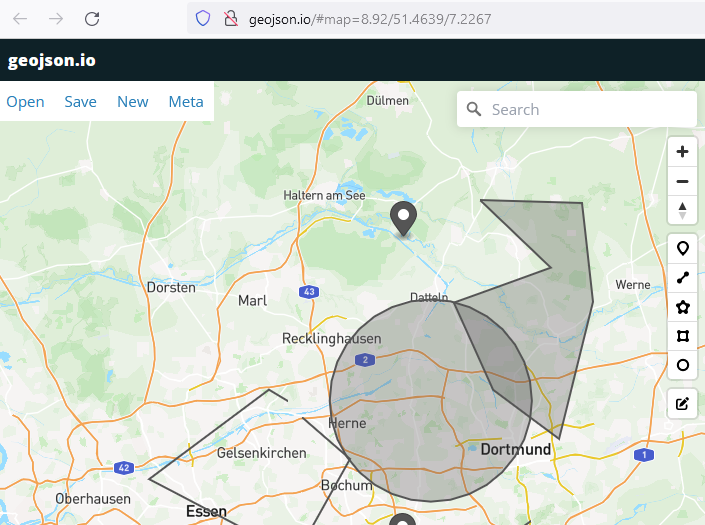 geojson.io/#map=8.92/51.4639/7.2267
geojson.io
Open Save New Meta
Search
Dülmen
Haltern am See
Dorsten
Marl
43
Datteln
Werne
Recklinghausen
2
Herne
Gelsenkirchen
Dortmund
42
1
Bochum
Oberhausen
Essen